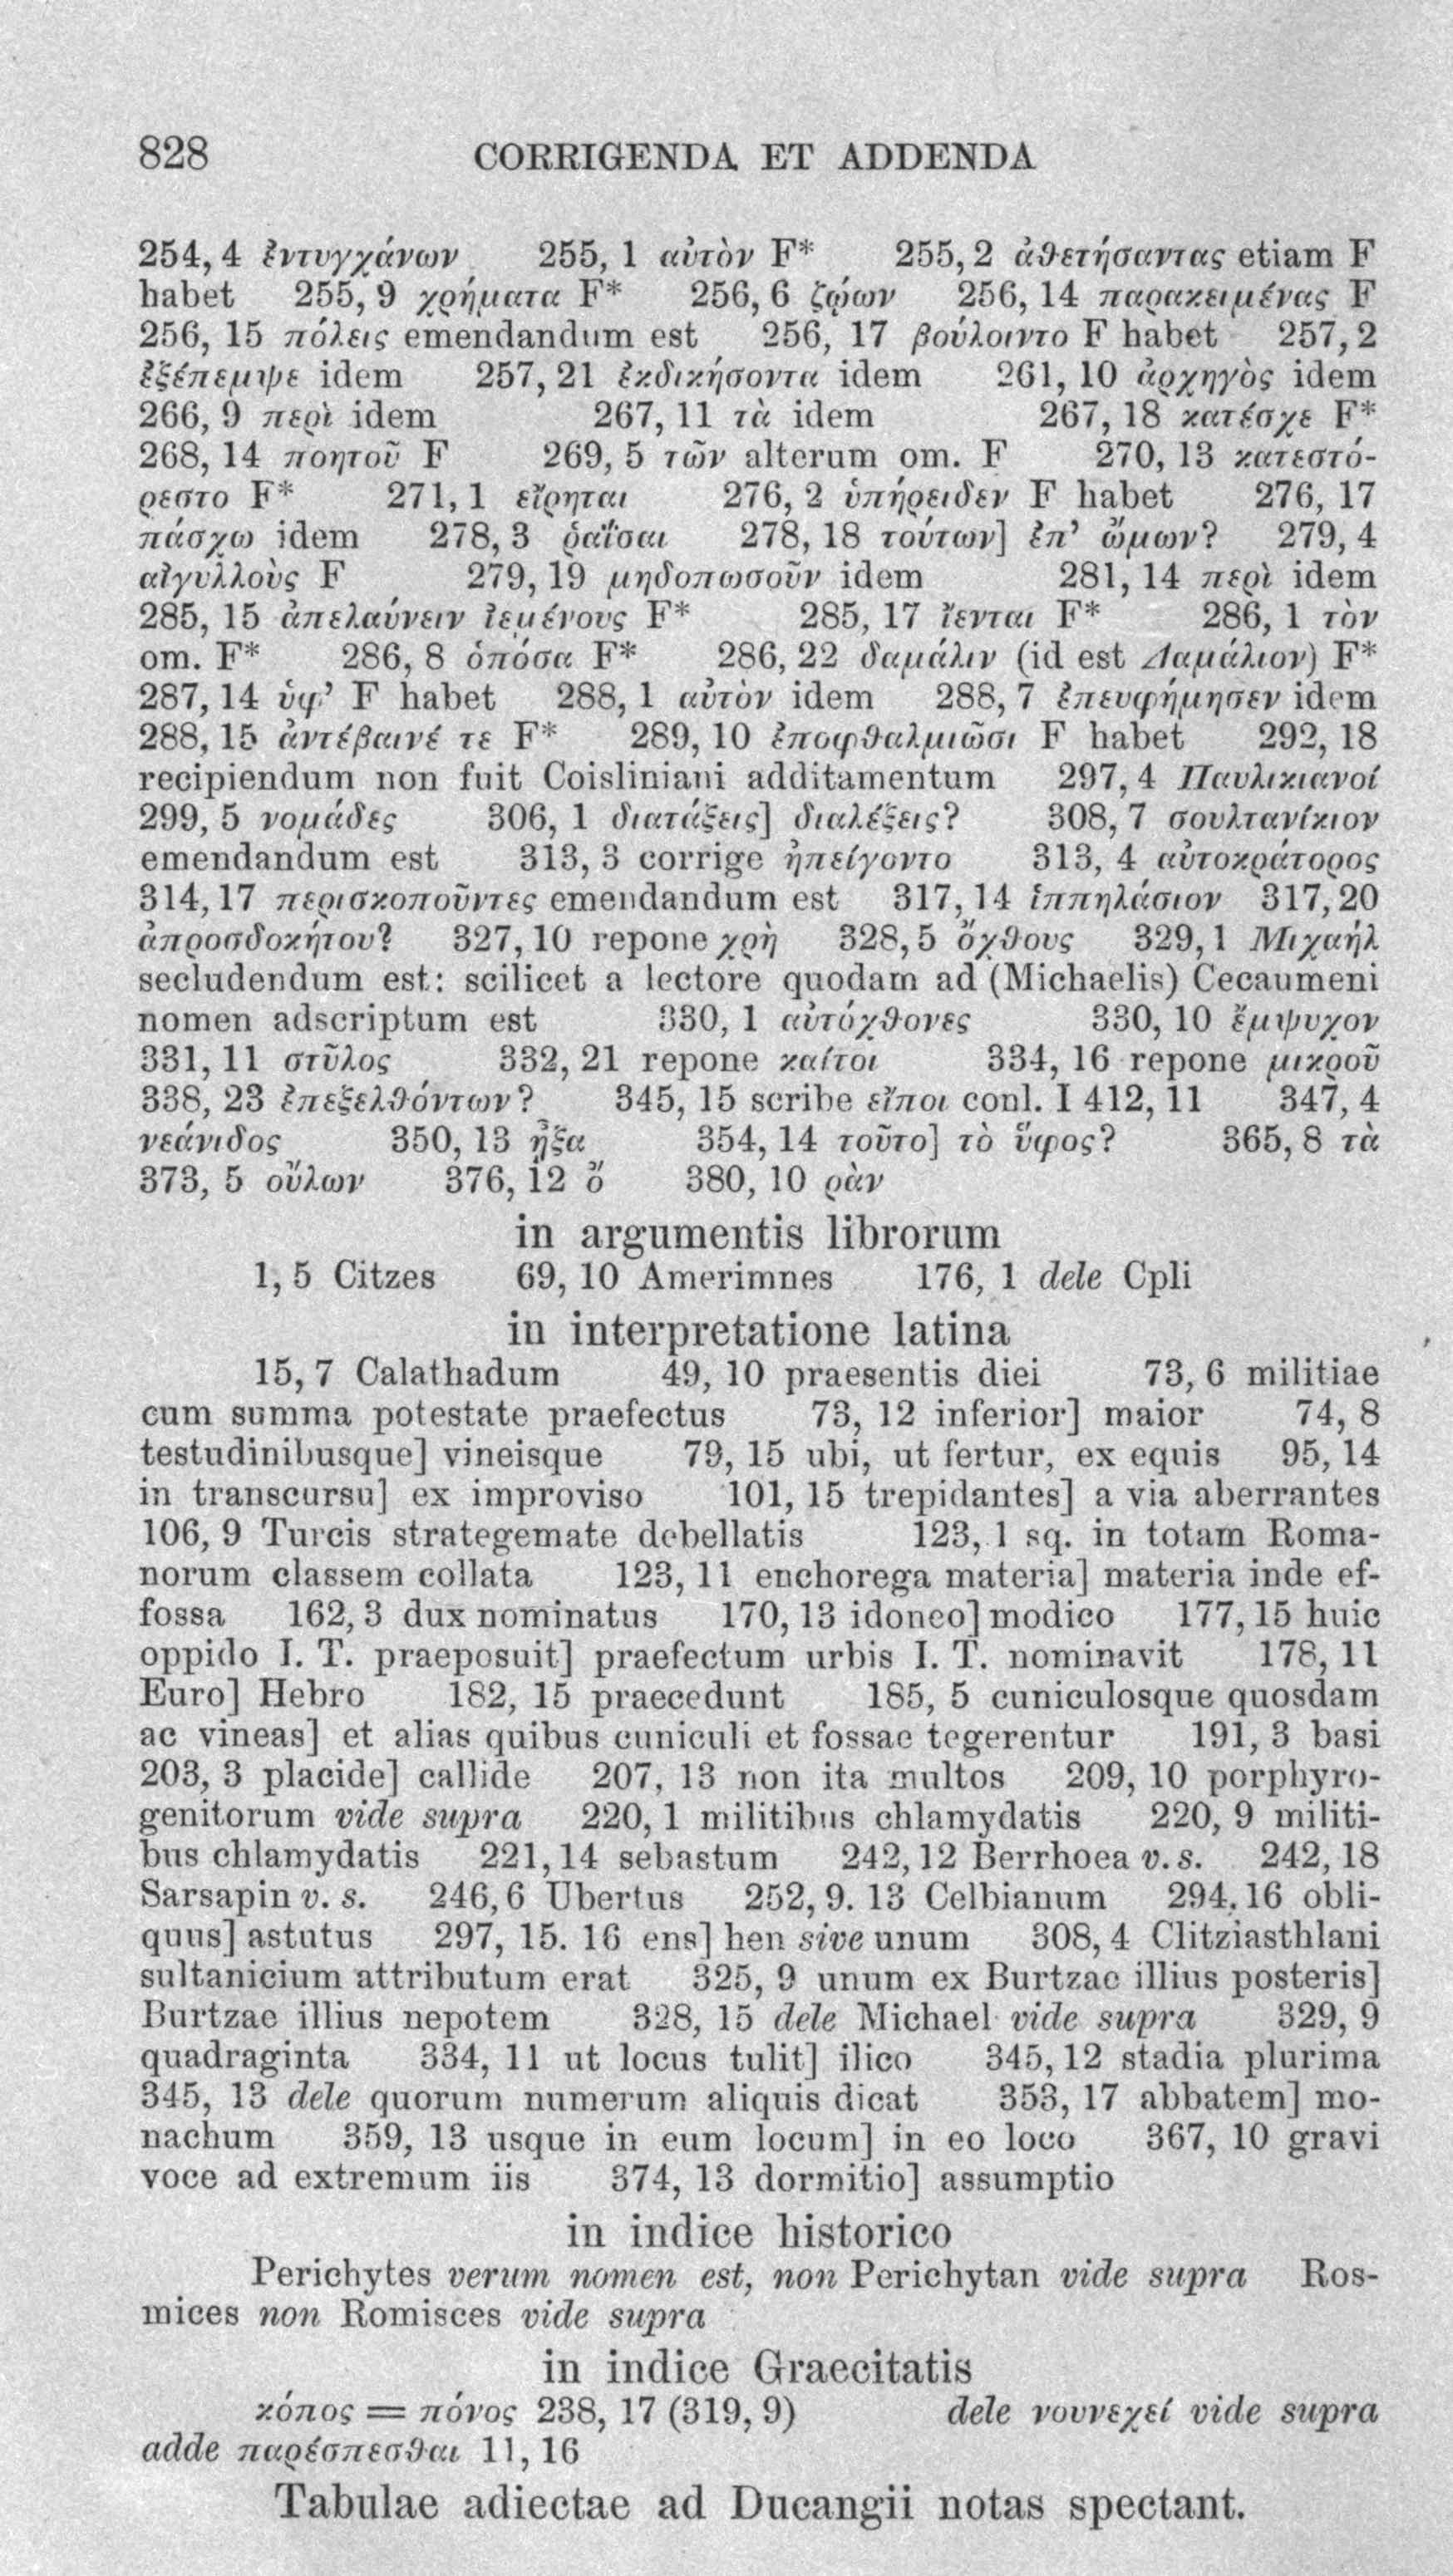 828 CORRIGENDA ET ADDENDA
254, 4 ἐντυγχάνων 255, 1 αὐτὸν F* 255, 2 ἀθετήσαντας etiam F
habet 255, 9 χρήματα F* 256, 6 ζῴων 256, 14 παρακειμένας F
256, 15 πόλεις emendandum est 256, 17 βούλοιντο F habet 257, 2
ἐξέπεμψε idem 257, 21 ἐκδικήσοντα idem 261, 10 ἀρχηγὸς idem
266, 9 περὶ idem 267, 11 τὰ idem 267, 18 κατέσχε F*
268, 14 ποητοῦ F 269, 5 τῶν alterum om. F 270, 13 κατεστό-
ρεστο F* 271, 1 εἴρηται 276, 2 ὑπήρειδεν F habet 276, 17
πάσχω idem 278, 3 ῥαΐσαι 278, 18 τούτων] ἐπ' ὤμων? 279, 4
αἰγυλλοὺς F 279, 19 μηδοπωσοῦν idem 281, 14 περὶ idem
285, 15 ἀπελαύνειν ἱεμένους F* 285, 17 ἵενται F* 286, 1 τὸν
om. F* 286, 8 ὁπόσα F* 286, 22 δαμάλιν (id est Δαμάλιον) F*
287, 14 ὑφ' F habet 288, 1 αὐτὸν idem 288, 7 ἐπευφήμησεν idem
288, 15 ἀντέβαινέ τε F* 289, 10 ἐποφθαλμιῶσι F habet 292, 18
recipiendum non fuit Coisliniani additamentum 297, 4 Παυλικιανοί
299, 5 νομάδες 306, 1 διατάξεις] διαλέξεις? 308, 7 σουλτανίκιον
emendandum est 313, 3 corrige ἠπείγοντο 313, 4 αὐτοκράτορος
314, 17 περισκοποῦντες emendandum est 317, 14 ἱππηλάσιον 317, 20
ἀπροσδοκήτου? 327, 10 repone χρὴ 328, 5 ὄχθους 329, 1 Μιχαήλ
secludendum est: scilicet a lectore quodam ad (Michaelis) Cecaumeni
nomen adscriptum est 330, 1 αὐτόχθονες 330, 10 ἔμψυχον
331, 11 στῦλος 332, 21 repone καίτοι 334, 16 repone μικροῦ
338, 23 ἐπεξελθόντων? 345, 15 scribe εἴποι conl. I 412, 11 347, 4
νεάνιδος 350, 13 ᾗξα 354, 14 τοῦτο] τὸ ὕφος? 365, 8 τὰ
373, 5 οὔλων 376, 12 ὅ 380, 10 ρὰν
in argumentis librorum
1, 5 Citzes 69, 10 Amerimnes 176, 1 dele Cpli
in interpretatione latina
15, 7 Calathadum 49, 10 praesentis diei 73, 6 militiae
cum summa potestate praefectus 73, 12 inferior] maior 74, 8
testudinibusque] vineisque 79, 15 ubi, ut fertur, ex equis 95, 14
in transcursu] ex improviso 101, 15 trepidantes] a via aberrantes
106, 9 Turcis strategemate debellatis 123, 1 sq. in totam Roma-
norum classem collata 123, 11 enchorega materia] materia inde ef-
fossa 162, 3 dux nominatus 170, 13 idoneo] modico 177, 15 huic
oppido I. T. praeposuit] praefectum urbis I. T. nominavit 178, 11
Euro] Hebro 182, 15 praecedunt 185, 5 cuniculosque quosdam
ac vineas] et alias quibus cuniculi et fossae tegerentur 191, 3 basi
203, 3 placide] callide 207, 13 non ita multos 209, 10 porphyro-
genitorum vide supra 220, 1 militibus chlamydatis 220, 9 militi-
bus chlamydatis 221, 14 sebastum 242, 12 Berrhoea v. s. 242, 18
Sarsapin v. s. 246, 6 Ubertus 252, 9. 13 Celbianum 294, 16 obli-
quus] astutus 297, 15. 16 ens] hen sive unum 308, 4 Clitziasthlani
sultanicium attributum erat 325, 9 unum ex Burtzae illius posteris]
Burtzae illius nepotem 328, 15 dele Michael vide supra 329, 9
quadraginta 334, 11 ut locus tulit] ilico 345, 12 stadia plurima
345, 13 dele quorum numerum aliquis dicat 353, 17 abbatem] mo-
nachum 359, 13 usque in eum locum] in eo loco 367, 10 gravi
voce ad extremum iis 374, 13 dormitio] assumptio
in indice historico
Perichytes verum nomen est, non Perichytan vide supra Ros-
mices non Romisces vide supra
in indice Graecitatis
κόπος = πόνος 238, 17 (319, 9) dele νουνεχεί vide supra
adde παρέσπεσθαι 11, 16
Tabulae adiectae ad Ducangii notas spectant.